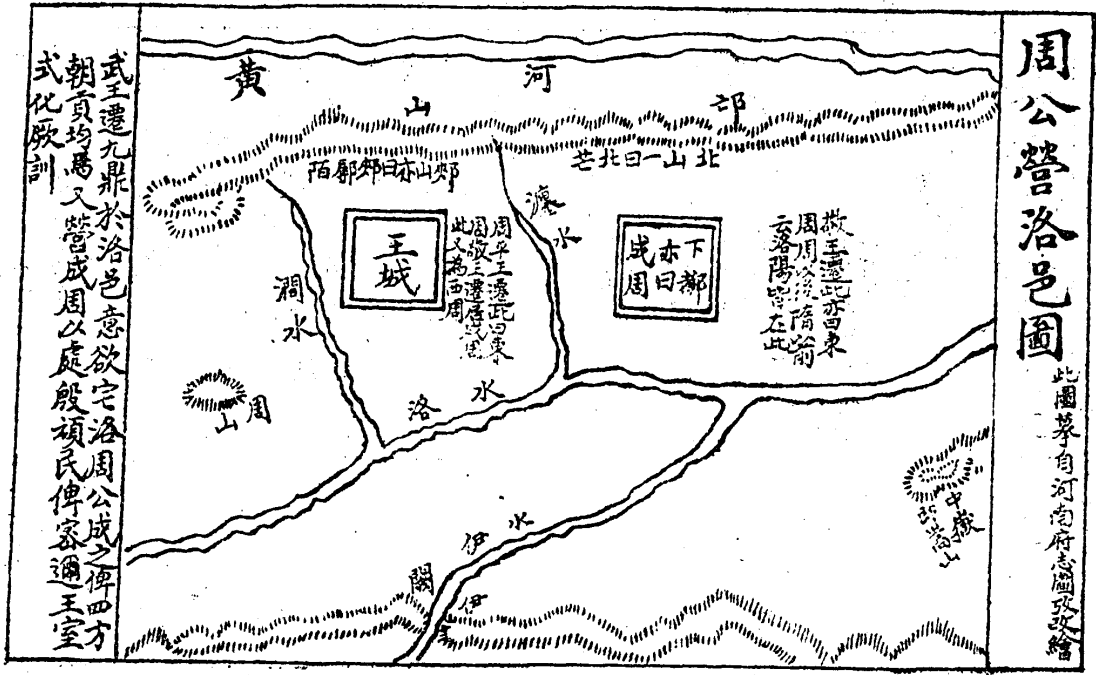 周公營洛邑圖
此圖摹自河南府志圖攷改繪
黃河
邙山
北山一曰北芒
郟山亦曰郟鄏陌
瀍水
澗水
王城
周平王遷此曰東
周敬王遷居成周
此又為西周
下都
亦曰
成周
敬王遷此亦曰東
周周以後隋以前
云洛陽皆在此
洛水
周山
中嶽
即嵩山
伊水
伊闕
武王遷九鼎於洛邑意欲宅洛周公成之俾四方
朝貢均焉又營成周以處殷頑民俾密邇王室
式化厥訓